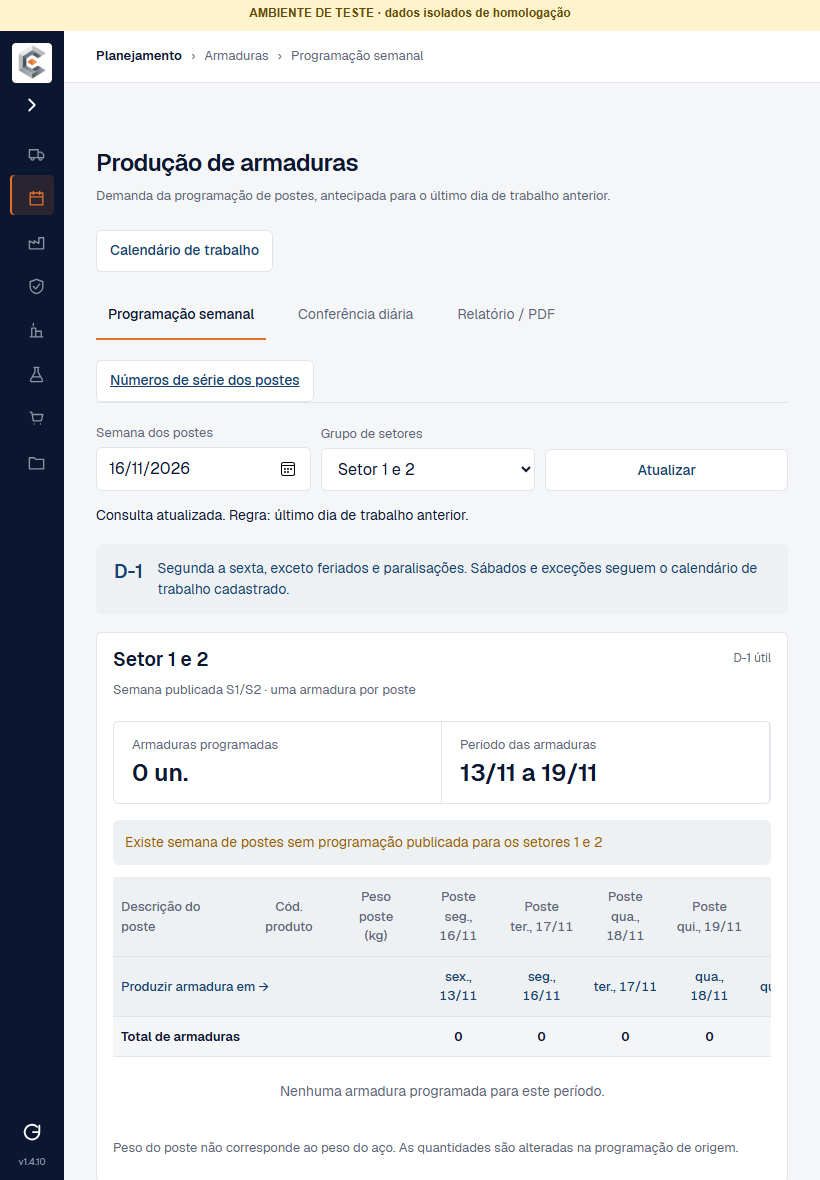 AMBIENTE DE TESTE · dados isolados de homologação
Planejamento › Armaduras › Programação semanal
Produção de armaduras
Demanda da programação de postes, antecipada para o último dia de trabalho anterior.
Calendário de trabalho
Programação semanal Conferência diária Relatório / PDF
Números de série dos postes
Semana dos postes Grupo de setores
16/11/2026 Setor 1 e 2 Atualizar
Consulta atualizada. Regra: último dia de trabalho anterior.
D-1 Segunda a sexta, exceto feriados e paralisações. Sábados e exceções seguem o calendário de
trabalho cadastrado.
Setor 1 e 2 D-1 útil
Semana publicada S1/S2 · uma armadura por poste
Armaduras programadas Período das armaduras
0 un. 13/11 a 19/11
Existe semana de postes sem programação publicada para os setores 1 e 2
Descrição do poste Cód. produto Peso poste (kg) Poste seg., 16/11 Poste ter., 17/11 Poste qua., 18/11 Poste qui., 19/11
Produzir armadura em → sex., 13/11 seg., 16/11 ter., 17/11 qua., 18/11
Total de armaduras 0 0 0 0
Nenhuma armadura programada para este período.
Peso do poste não corresponde ao peso do aço. As quantidades são alteradas na programação de origem.
v1.4.10